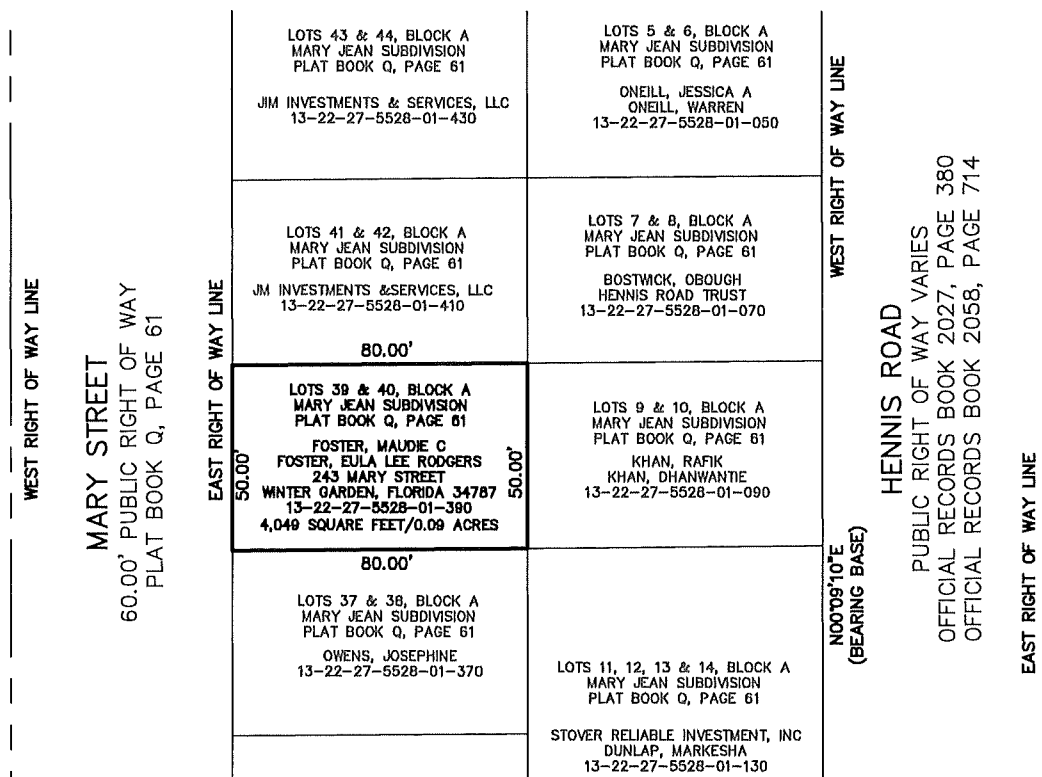 WEST RIGHT OF WAY LINE
MARY STREET
60.00' PUBLIC RIGHT OF WAY
PLAT BOOK Q, PAGE 61
EAST RIGHT OF WAY LINE
LOTS 43 & 44, BLOCK A
MARY JEAN SUBDIVISION
PLAT BOOK Q, PAGE 61
JIM INVESTMENTS & SERVICES, LLC
13-22-27-5528-01-430
LOTS 5 & 6, BLOCK A
MARY JEAN SUBDIVISION
PLAT BOOK Q, PAGE 61
ONEILL, JESSICA A
ONEILL, WARREN
13-22-27-5528-01-050
LOTS 41 & 42, BLOCK A
MARY JEAN SUBDIVISION
PLAT BOOK Q, PAGE 61
JM INVESTMENTS &SERVICES, LLC
13-22-27-5528-01-410
LOTS 7 & 8, BLOCK A
MARY JEAN SUBDIVISION
PLAT BOOK Q, PAGE 61
BOSTWICK, OBOUGH
HENNIS ROAD TRUST
13-22-27-5528-01-070
80.00'
50.00'
LOTS 39 & 40, BLOCK A
MARY JEAN SUBDIVISION
PLAT BOOK Q, PAGE 61
FOSTER, MAUDIE C
FOSTER, EULA LEE RODGERS
243 MARY STREET
WINTER GARDEN, FLORIDA 34787
13-22-27-5528-01-390
4,049 SQUARE FEET/0.09 ACRES
50.00'
80.00'
LOTS 9 & 10, BLOCK A
MARY JEAN SUBDIVISION
PLAT BOOK Q, PAGE 61
KHAN, RAFIK
KHAN, DHANWANTIE
13-22-27-5528-01-090
LOTS 37 & 38, BLOCK A
MARY JEAN SUBDIVISION
PLAT BOOK Q, PAGE 61
OWENS, JOSEPHINE
13-22-27-5528-01-370
LOTS 11, 12, 13 & 14, BLOCK A
MARY JEAN SUBDIVISION
PLAT BOOK Q, PAGE 61
STOVER RELIABLE INVESTMENT, INC
DUNLAP, MARKESHA
13-22-27-5528-01-130
WEST RIGHT OF WAY LINE
N00°09'10"E
(BEARING BASE)
HENNIS ROAD
PUBLIC RIGHT OF WAY VARIES
OFFICIAL RECORDS BOOK 2027, PAGE 380
OFFICIAL RECORDS BOOK 2058, PAGE 714
EAST RIGHT OF WAY LINE